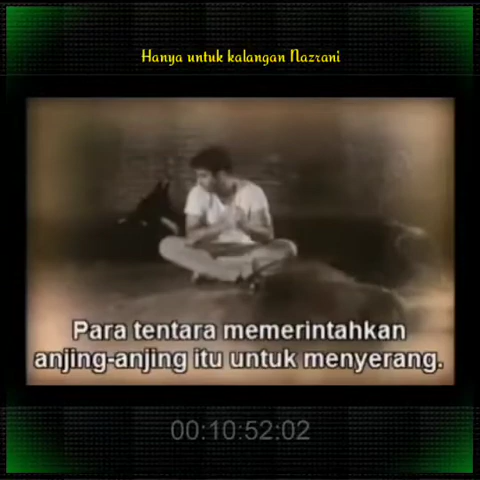 Hanya untuk kalangan Nazrani
Para tentara memerintahkan
anjing-anjing itu untuk menyerang.
00:10:52:02